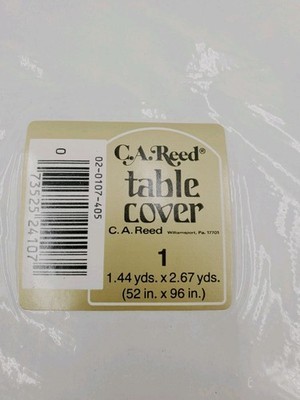 C.A.Reed®
table
cover
C. A. Reed Williamsport, Pa. 17701
1
1.44 yds. x 2.67 yds.
(52 in. x 96 in.)
02-0107-405
0
73525 24107